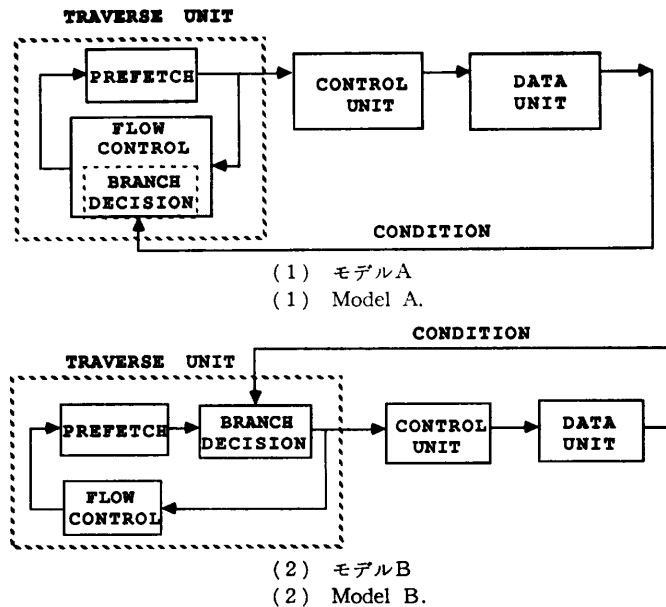 TRAVERSE UNIT
PREFETCH
CONTROL
UNIT
DATA
UNIT
FLOW
CONTROL
BRANCH
DECISION
CONDITION
(1) モデルA
(1) Model A.
CONDITION
TRAVERSE UNIT
PREFETCH
BRANCH
DECISION
CONTROL
UNIT
DATA
UNIT
FLOW
CONTROL
(2) モデルB
(2) Model B.